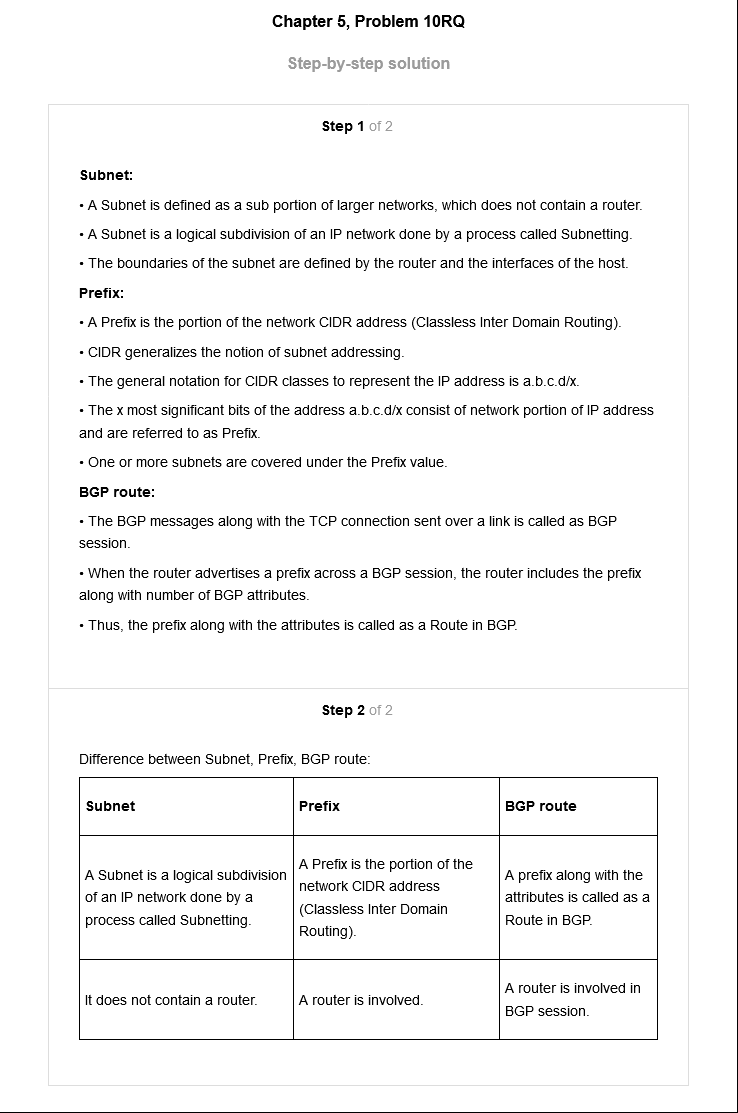 Chapter 5, Problem 10RQ
Step-by-step solution
Step 1 of 2
Subnet:
• A Subnet is defined as a sub portion of larger networks, which does not contain a router.
• A Subnet is a logical subdivision of an IP network done by a process called Subnetting.
• The boundaries of the subnet are defined by the router and the interfaces of the host.
Prefix:
• A Prefix is the portion of the network CIDR address (Classless Inter Domain Routing).
• CIDR generalizes the notion of subnet addressing.
• The general notation for CIDR classes to represent the IP address is a.b.c.d/x.
• The x most significant bits of the address a.b.c.d/x consist of network portion of IP address
and are referred to as Prefix.
• One or more subnets are covered under the Prefix value.
BGP route:
• The BGP messages along with the TCP connection sent over a link is called as BGP
session.
• When the router advertises a prefix across a BGP session, the router includes the prefix
along with number of BGP attributes.
• Thus, the prefix along with the attributes is called as a Route in BGP.
Step 2 of 2
Difference between Subnet, Prefix, BGP route:
Subnet
Prefix
BGP route
A Subnet is a logical subdivision
of an IP network done by a
process called Subnetting.
A Prefix is the portion of the
network CIDR address
(Classless Inter Domain
Routing).
A prefix along with the
attributes is called as a
Route in BGP.
It does not contain a router.
A router is involved.
A router is involved in
BGP session.